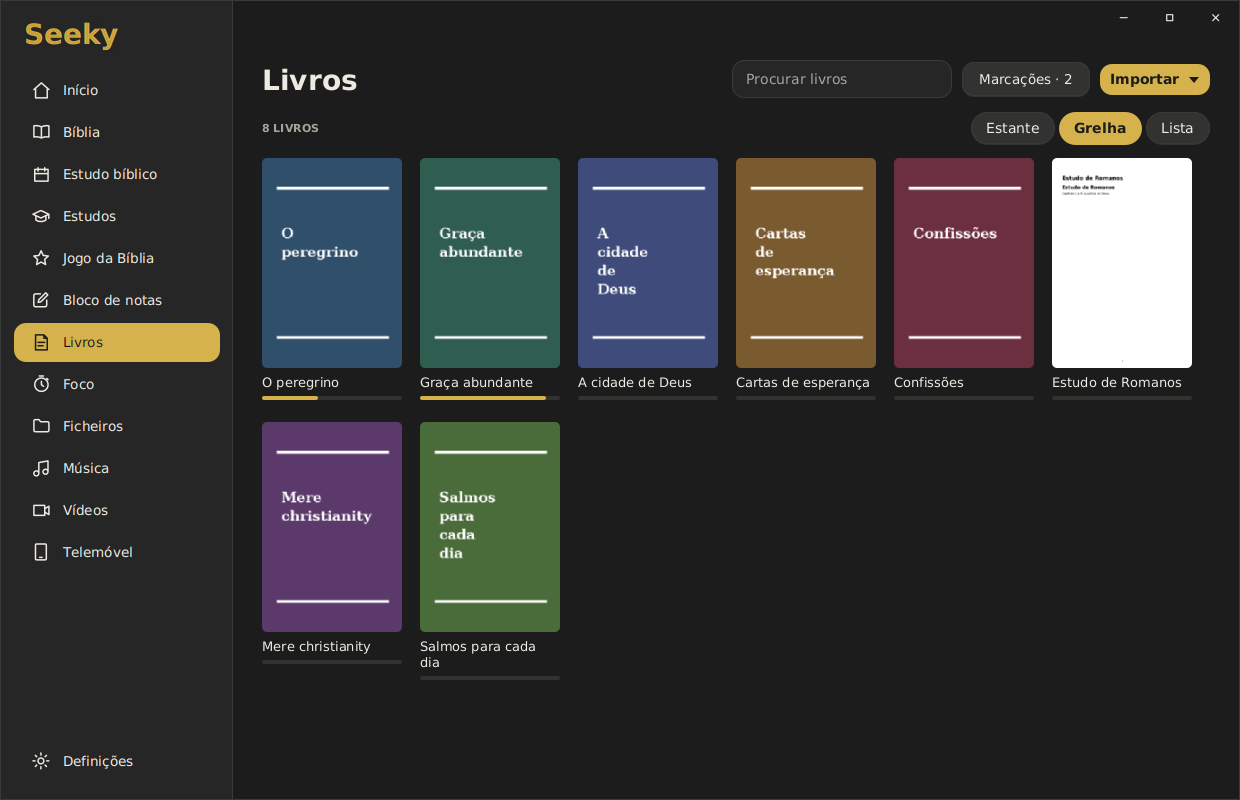 Seeky
Início
Bíblia
Estudo bíblico
Estudos
Jogo da Bíblia
Bloco de notas
Livros
Foco
Ficheiros
Música
Vídeos
Telemóvel
Definições
Livros
Procurar livros
Marcações · 2
Importar
8 LIVROS
Estante
Grelha
Lista
O
peregrino
Graça
abundante
A
cidade
de
Deus
Cartas
de
esperança
Confissões
Estudo de Romanos
Estudo de Romanos
O peregrino
Graça abundante
A cidade de Deus
Cartas de esperança
Confissões
Estudo de Romanos
Mere
christianity
Salmos
para
cada
dia
Mere christianity
Salmos para cada
dia